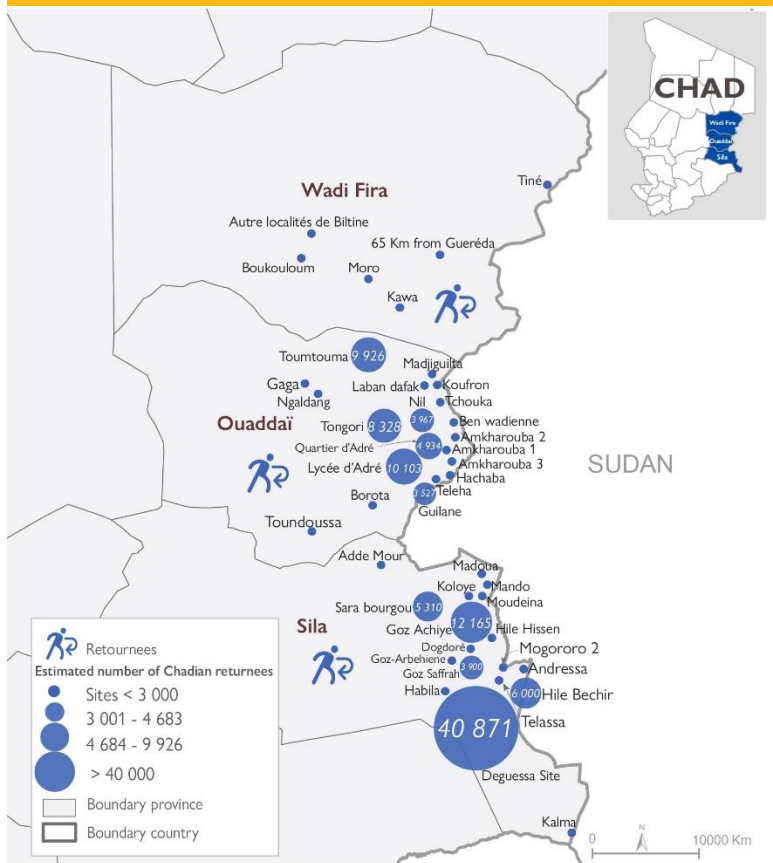 CHAD
Wadi Fira
Ouaddaï
Sila
Wadi Fira
Tiné
Autre localités de Biltine
65 Km from Gueréda
Boukouloum
Moro
Kawa
Toumtouma
9 926
Madjiguilta
Gaga
Laban dafak
Koufron
Ngaldang
Nil
Tchouka
Ouaddaï
Tongori
8 328
3 967
Ben wadienne
Quartier d'Adré
4 934
Amkharouba 2
Amkharouba 1
Lycée d'Adré
10 103
Amkharouba 3
SUDAN
Hachaba
Borota
3 527
Teleha
Guilane
Toundoussa
Adde Mour
Madoua
Koloye
Mando
Sara bourgou
5 310
Moudeina
Sila
Goz Achiye
12 165
Hile Hissen
Dogdoré
Mogororo 2
Goz-Arbehiene
3 900
Andressa
Goz Saffrah
Habila
6 000
Hile Bechir
40 871
Telassa
Deguessa Site
Kalma
Retournees
Estimated number of Chadian returnees
Sites < 3 000
3 001 - 4 683
4 684 - 9 926
> 40 000
Boundary province
Boundary country
N
0
10000 Km